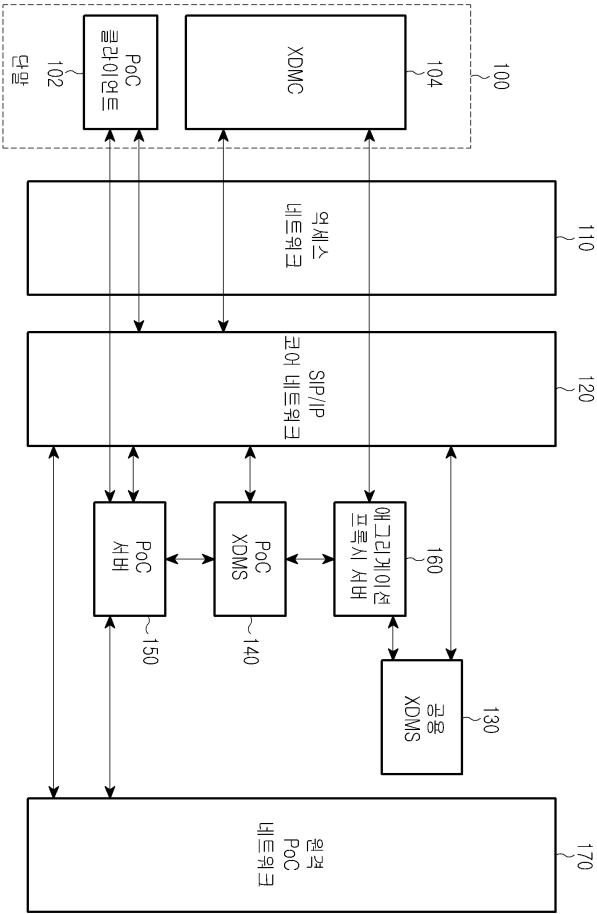 100
104
XDMC
PoC
클라이언트
102
단말
110
억세스
네트워크
120
SIP/IP
코어 네트워크
애그리게이션
프록시 서버
160
PoC
XDMS
140
PoC
서버
150
공용
XDMS
130
원격
PoC
네트워크
170